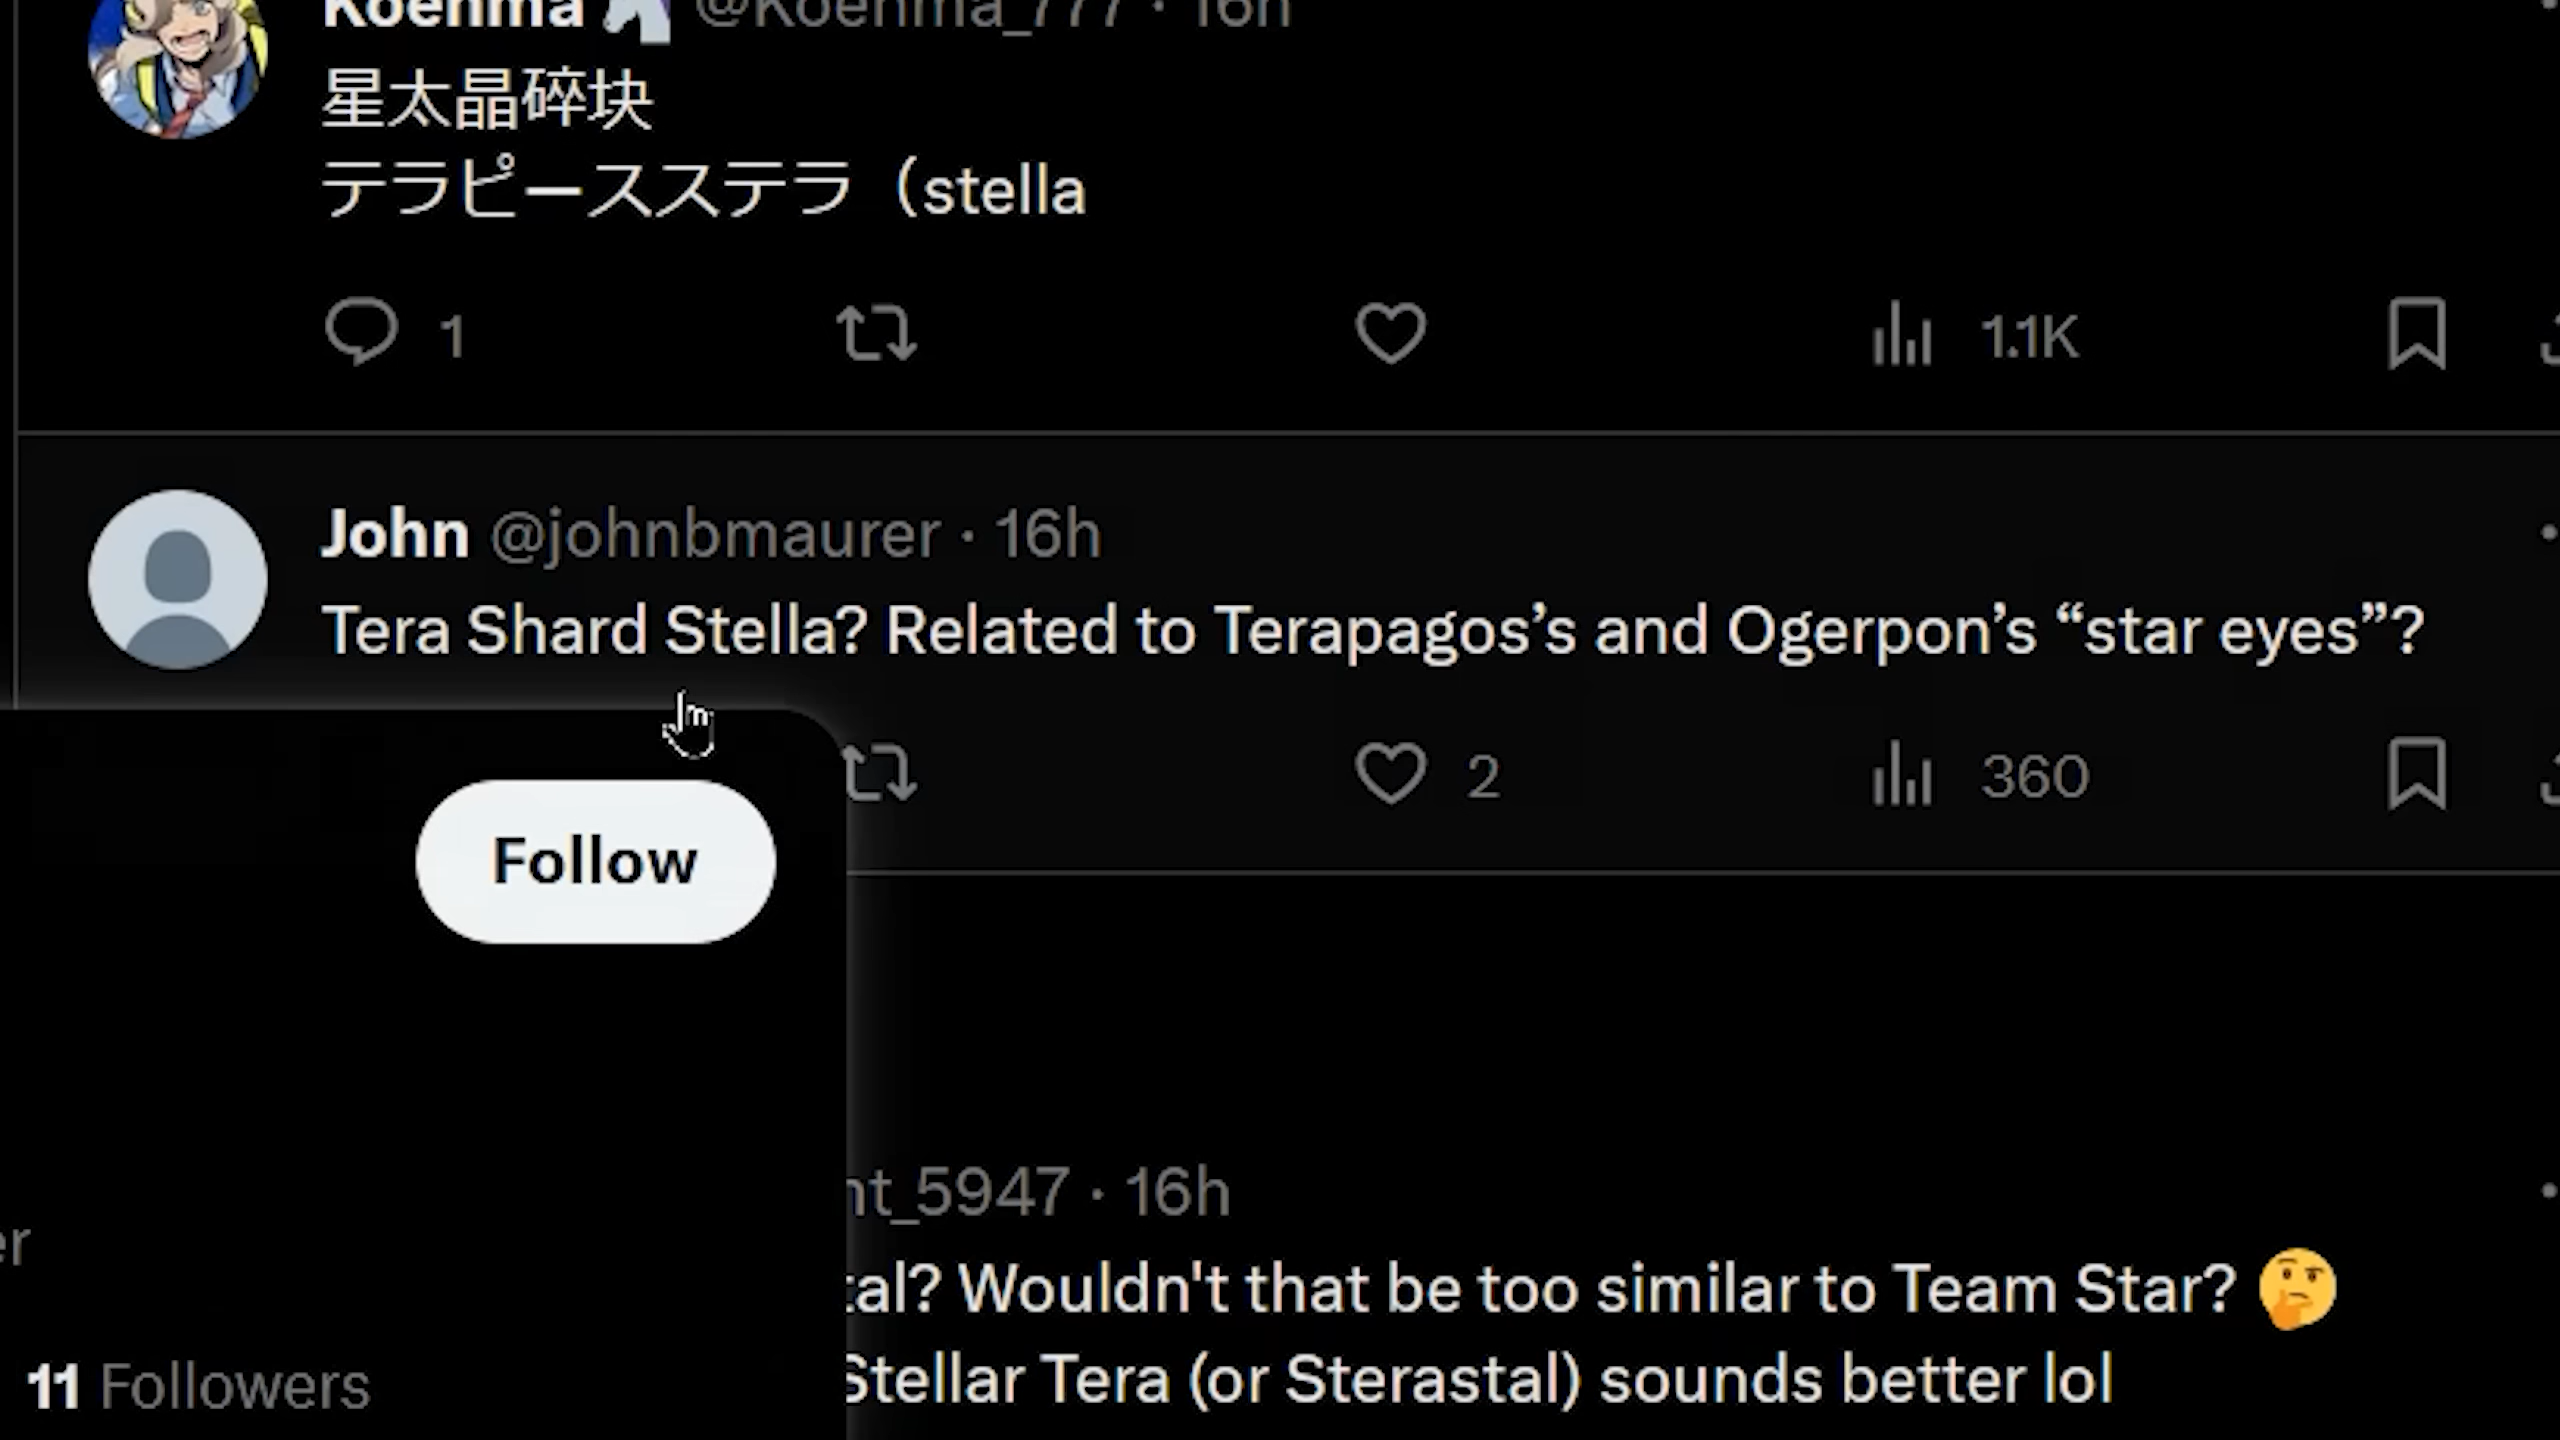 Koenma @Koenma_777 · 16h
星太晶碎块
テラピースステラ（stella
1 1.1K
John @johnbmaurer · 16h
Tera Shard Stella? Related to Terapagos’s and Ogerpon’s “star eyes”?
2 360
Follow
nt_5947 · 16h
er
tal? Wouldn't that be too similar to Team Star? 🤔
Stellar Tera (or Sterastal) sounds better lol
11 Followers